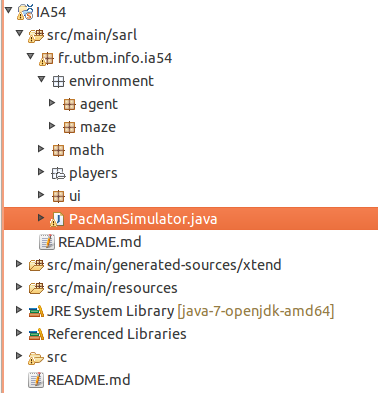 IA54
src/main/sarl
fr.utbm.info.ia54
environment
agent
maze
math
players
ui
PacManSimulator.java
README.md
src/main/generated-sources/xtend
src/main/resources
JRE System Library [java-7-openjdk-amd64]
Referenced Libraries
src
README.md